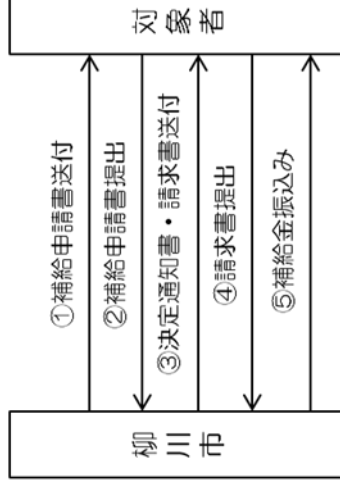 柳川市
対象者
①補給申請書送付
②補給申請書提出
③決定通知書・請求書送付
④請求書提出
⑤補給金振込み